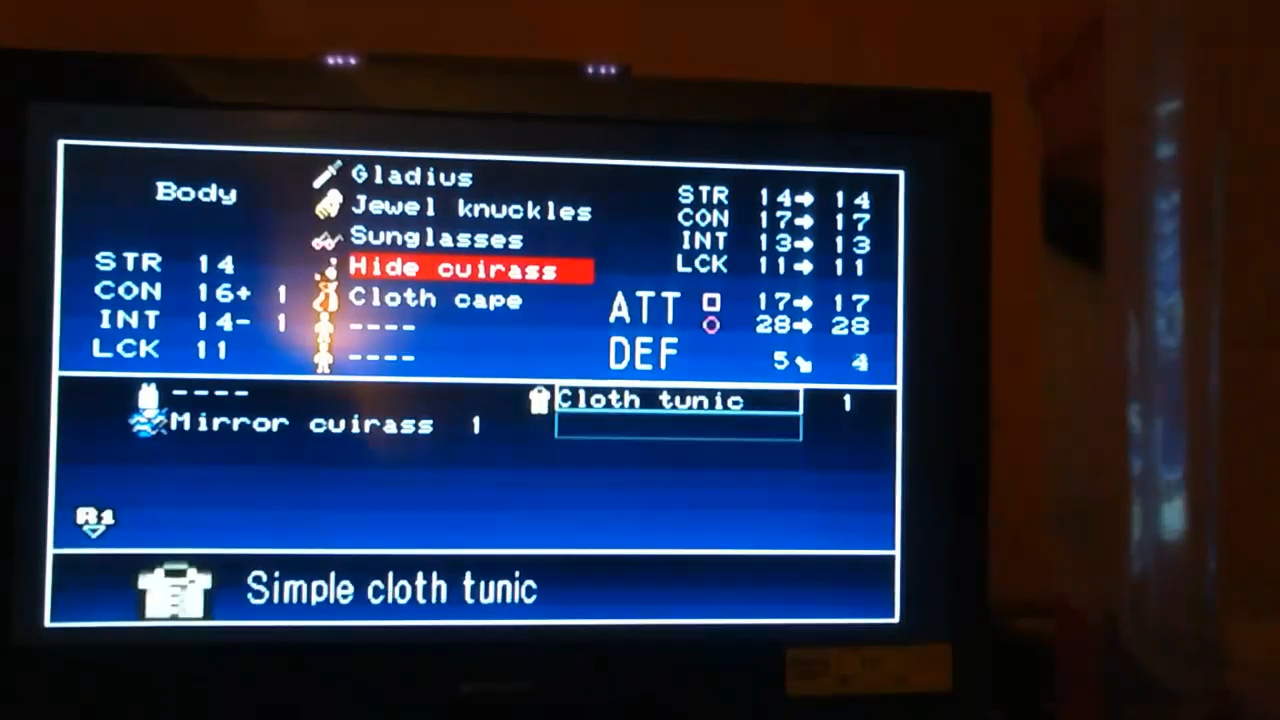 Body
STR 14
CON 16+ 1
INT 14- 1
LCK 11
Gladius
Jewel knuckles
Sunglasses
Hide cuirass
Cloth cape
----
----
STR 14→ 14
CON 17→ 17
INT 13→ 13
LCK 11→ 11
ATT □ 17→ 17
○ 28→ 28
DEF 5↘ 4
---- 
Cloth tunic 1
Mirror cuirass 1
R1
Simple cloth tunic